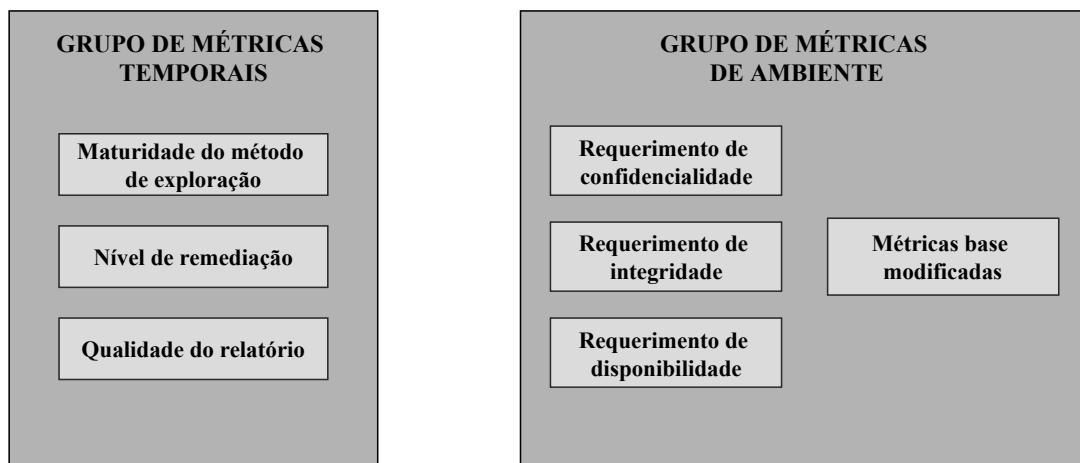 GRUPO DE MÉTRICAS
TEMPORAIS
Maturidade do método
de exploração
Nível de remediação
Qualidade do relatório
GRUPO DE MÉTRICAS
DE AMBIENTE
Requerimento de
confidencialidade
Requerimento de
integridade
Requerimento de
disponibilidade
Métricas base
modificadas